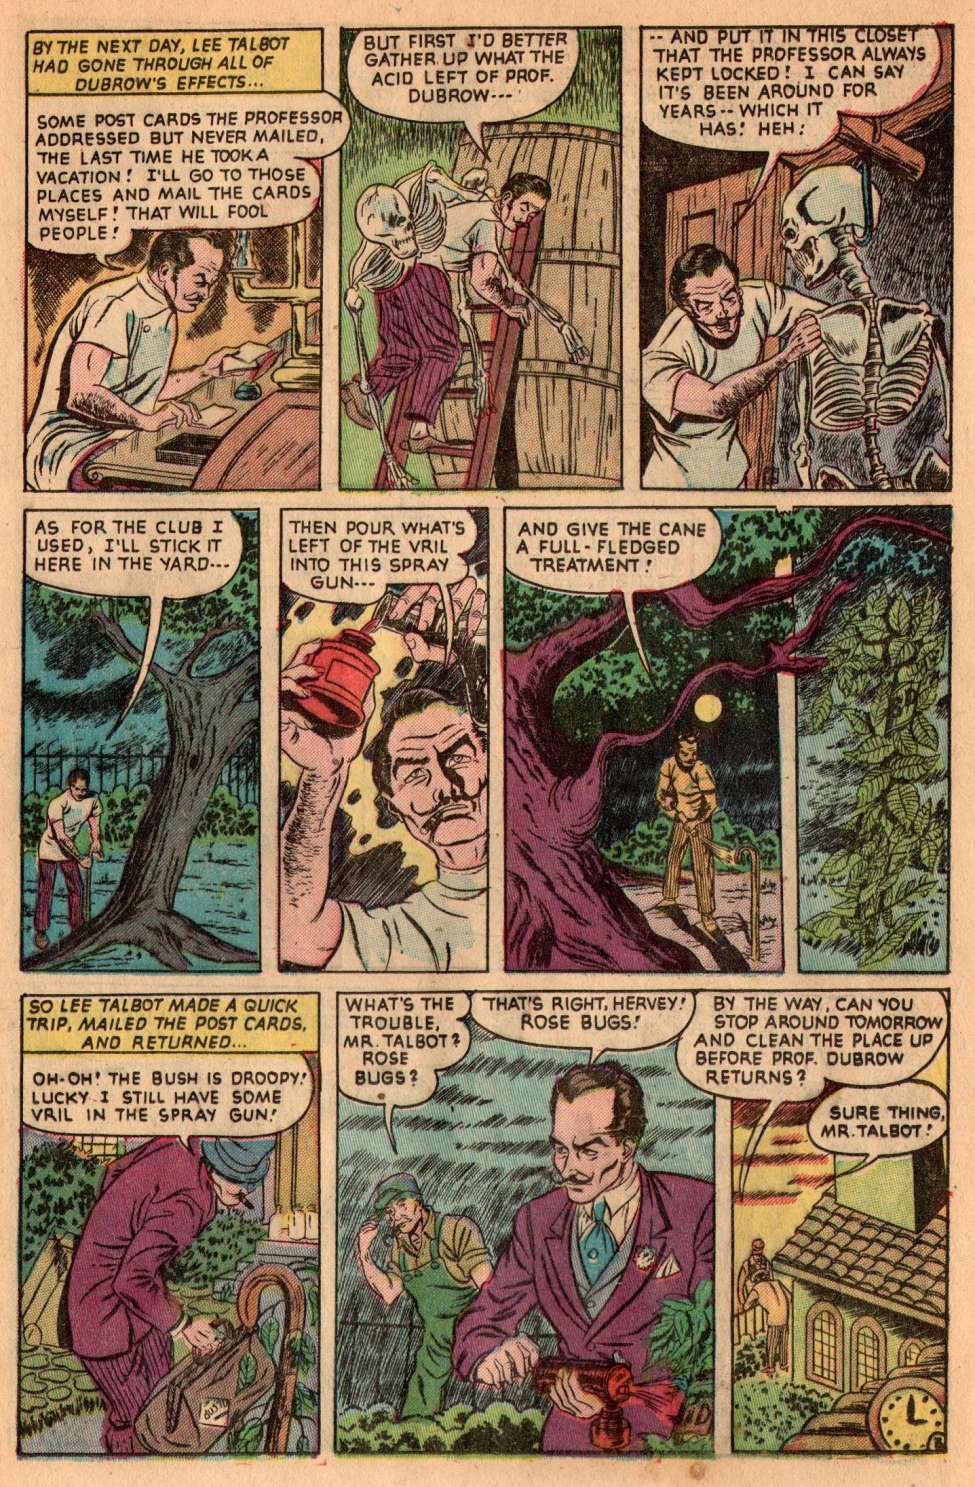 BY THE NEXT DAY, LEE TALBOT
HAD GONE THROUGH ALL OF
DUBROW'S EFFECTS...
SOME POST CARDS THE PROFESSOR
ADDRESSED BUT NEVER MAILED,
THE LAST TIME HE TOOK A
VACATION! I'LL GO TO THOSE
PLACES AND MAIL THE CARDS
MYSELF! THAT WILL FOOL
PEOPLE!
BUT FIRST I'D BETTER
GATHER UP WHAT THE
ACID LEFT OF PROF.
DUBROW---
-- AND PUT IT IN THIS CLOSET
THAT THE PROFESSOR ALWAYS
KEPT LOCKED! I CAN SAY
IT'S BEEN AROUND FOR
YEARS-- WHICH IT
HAS! HEH!
AS FOR THE CLUB I
USED, I'LL STICK IT
HERE IN THE YARD---
THEN POUR WHAT'S
LEFT OF THE VRIL
INTO THIS SPRAY
GUN---
AND GIVE THE CANE
A FULL-FLEDGED
TREATMENT!
SO LEE TALBOT MADE A QUICK
TRIP, MAILED THE POST CARDS,
AND RETURNED...
OH-OH! THE BUSH IS DROOPY!
LUCKY I STILL HAVE SOME
VRIL IN THE SPRAY GUN!
WHAT'S THE
TROUBLE,
MR. TALBOT?
ROSE
BUGS?
THAT'S RIGHT, HERVEY!
ROSE BUGS!
BY THE WAY, CAN YOU
STOP AROUND TOMORROW
AND CLEAN THE PLACE UP
BEFORE PROF. DUBROW
RETURNS?
SURE THING,
MR. TALBOT!